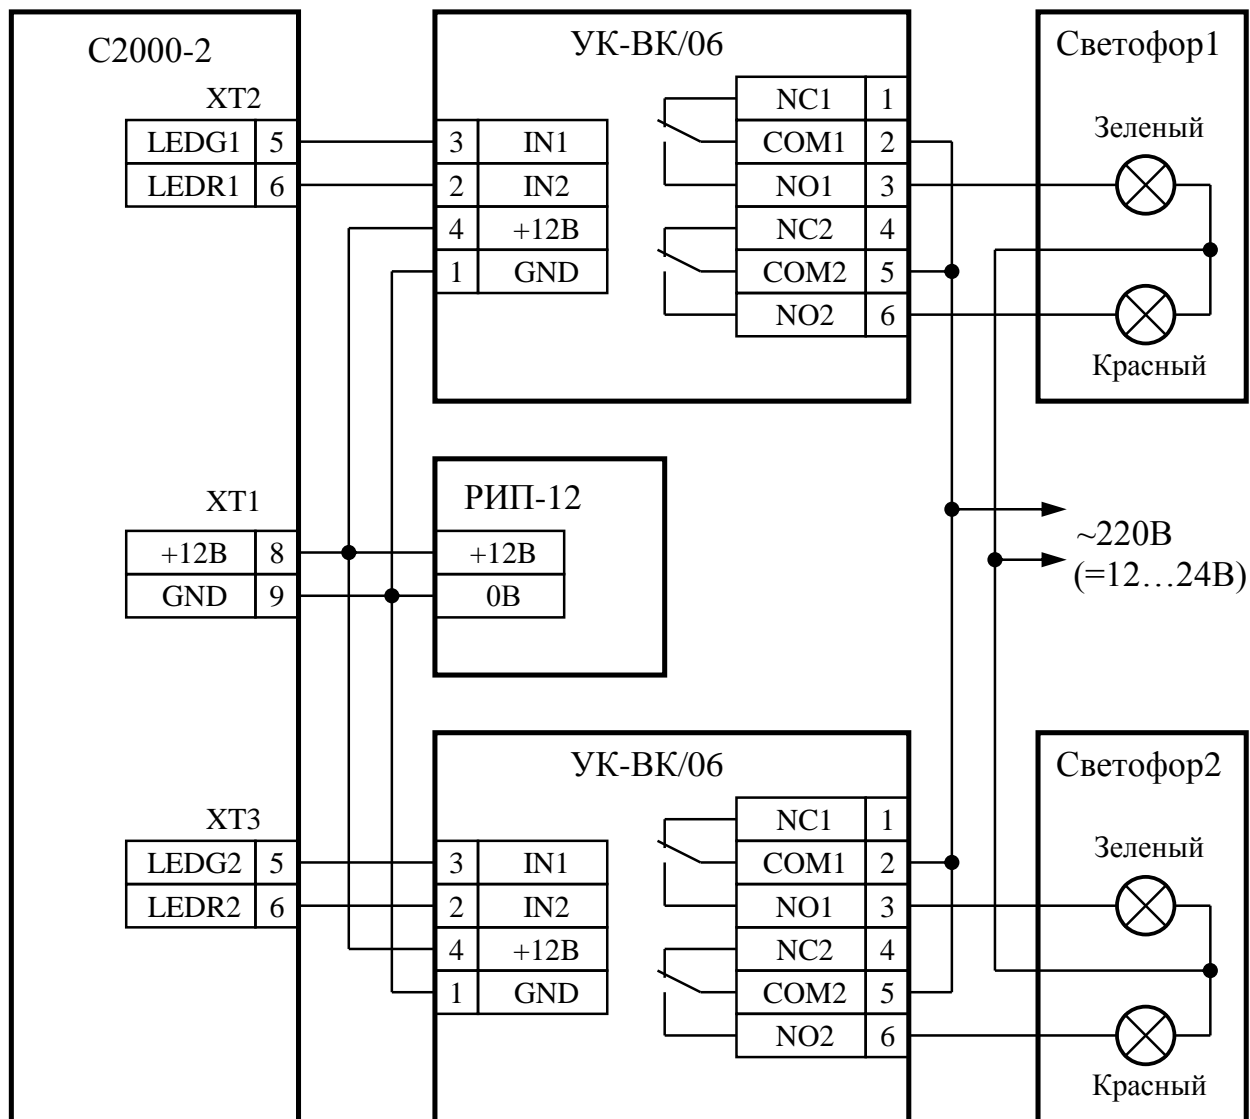 С2000-2
УК-ВК/06
Светофор1
XT2
LEDG1 5
LEDR1 6
3 IN1
2 IN2
4 +12В
1 GND
NC1 1
COM1 2
NO1 3
NC2 4
COM2 5
NO2 6
Зеленый
Красный
XT1
+12В 8
GND 9
РИП-12
+12В
0В
~220В
(=12…24В)
УК-ВК/06
Светофор2
XT3
LEDG2 5
LEDR2 6
3 IN1
2 IN2
4 +12В
1 GND
NC1 1
COM1 2
NO1 3
NC2 4
COM2 5
NO2 6
Зеленый
Красный